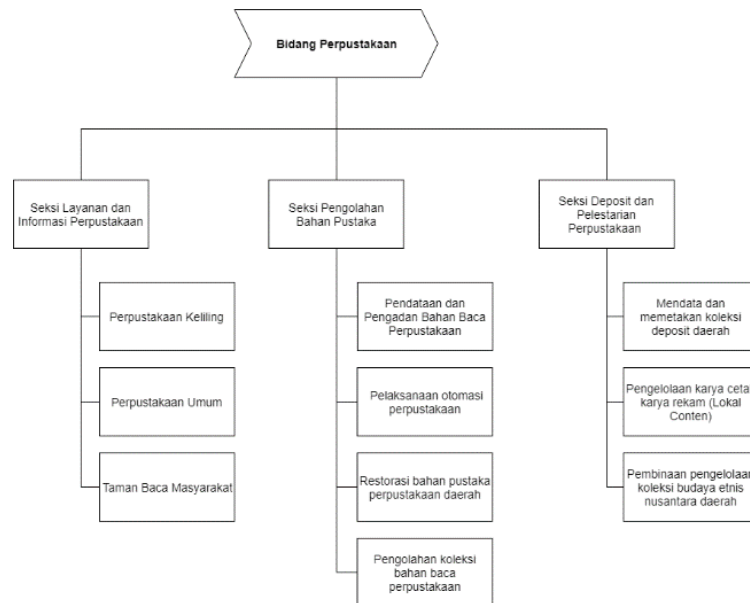 Bidang Perpustakaan
Seksi Layanan dan
Informasi Perpustakaan
Perpustakaan Keliling
Perpustakaan Umum
Taman Baca Masyarakat
Seksi Pengolahan
Bahan Pustaka
Pendataan dan
Pengadan Bahan Baca
Perpustakaan
Pelaksanaan otomasi
perpustakaan
Restorasi bahan pustaka
perpustakaan daerah
Pengolahan koleksi
bahan baca
perpustakaan
Seksi Deposit dan
Pelestarian
Perpustakaan
Mendata dan
memetakan koleksi
deposit daerah
Pengelolaan karya ceta
karya rekam (Lokal
Conten)
Pembinaan pengelolaan
koleksi budaya etnis
nusantara daerah